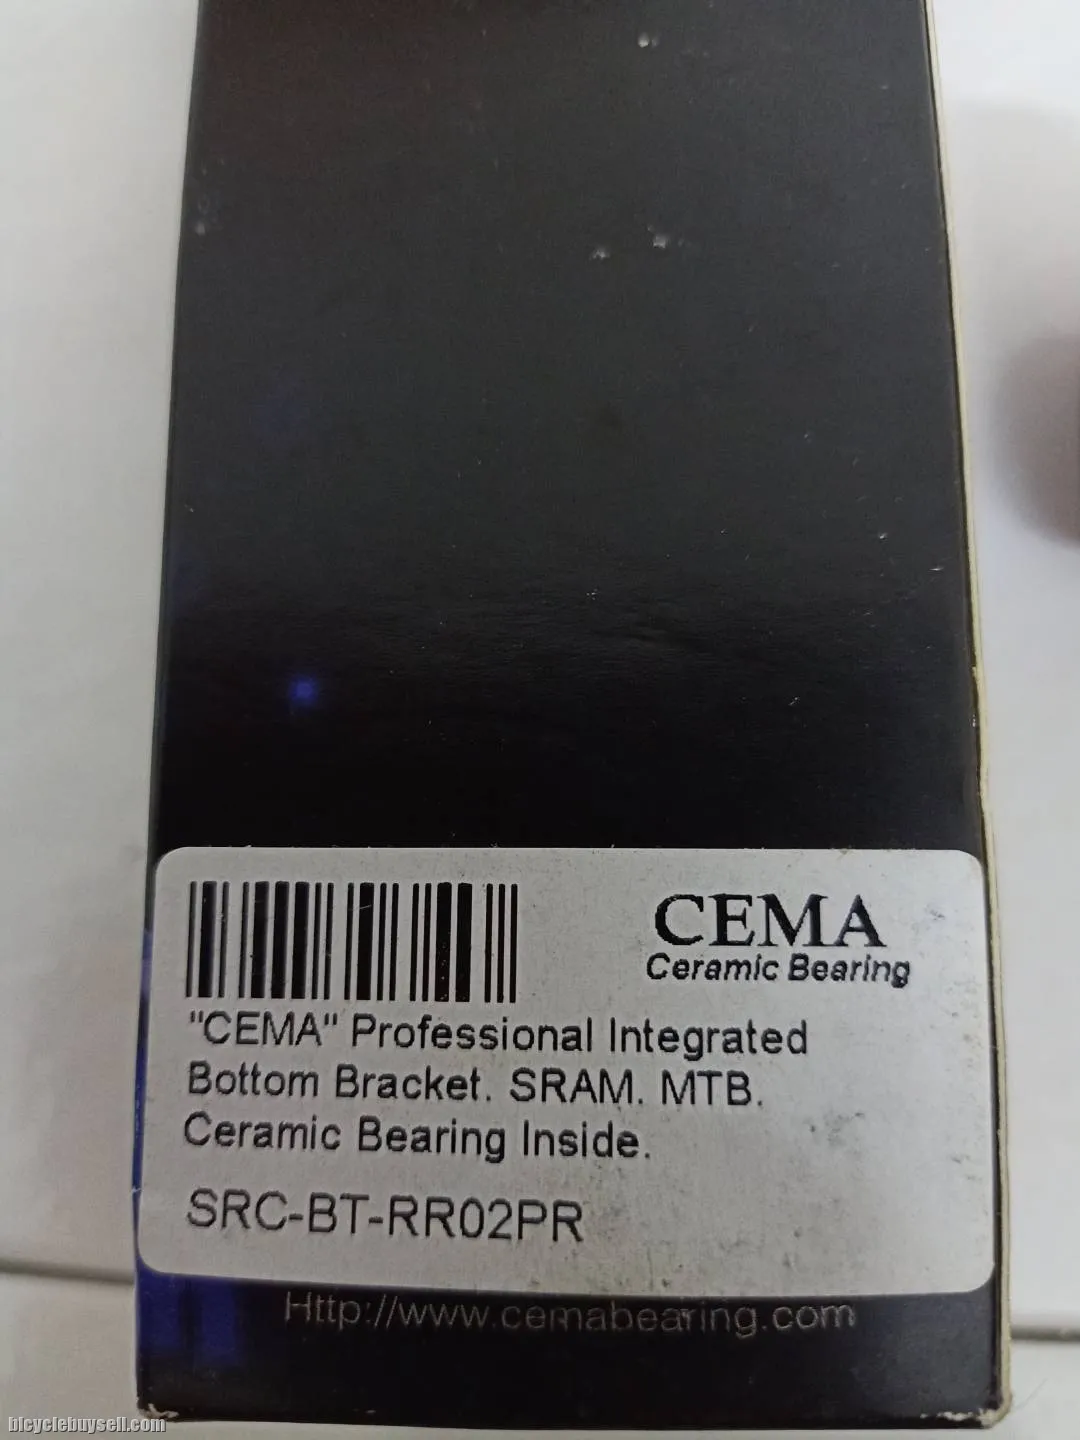 CEMA
Ceramic Bearing
"CEMA" Professional Integrated
Bottom Bracket. SRAM. MTB.
Ceramic Bearing Inside.
SRC-BT-RR02PR
Http://www.cemabearing.com
bicyclebuysell.com